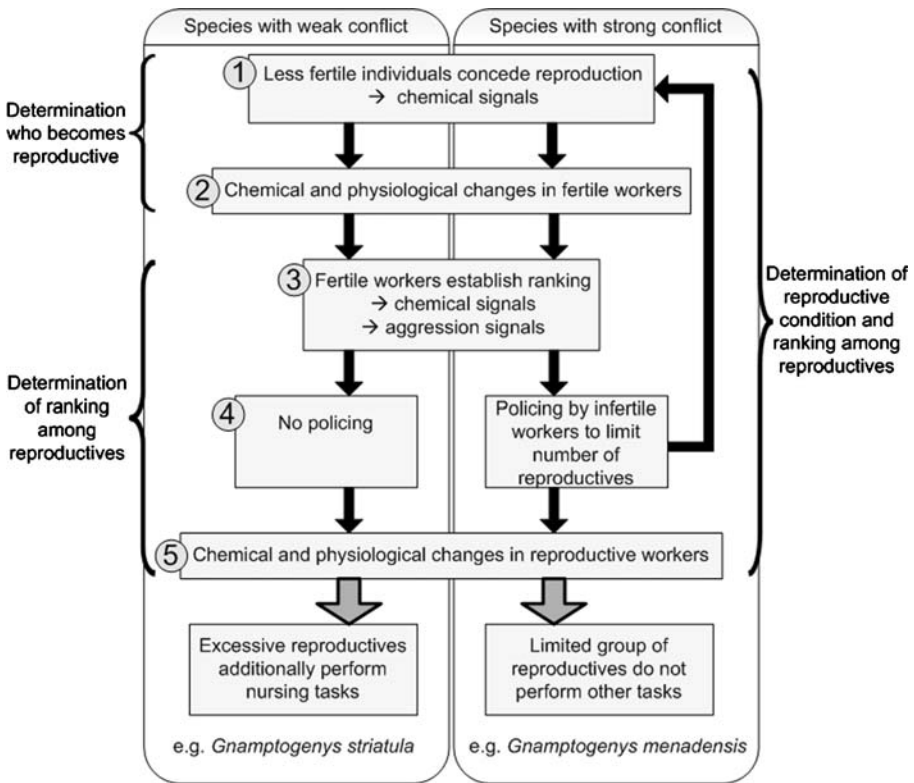 Species with weak conflict
Species with strong conflict
Determination
who becomes
reproductive
1
Less fertile individuals concede reproduction
→ chemical signals
2
Chemical and physiological changes in fertile workers
3
Fertile workers establish ranking
→ chemical signals
→ aggression signals
Determination of
reproductive
condition and
ranking among
reproductives
Determination
of ranking
among
reproductives
4
No policing
Policing by infertile
workers to limit
number of
reproductives
5
Chemical and physiological changes in reproductive workers
Excessive reproductives
additionally perform
nursing tasks
Limited group of
reproductives do not
perform other tasks
e.g. Gnamptogenys striatula
e.g. Gnamptogenys menadensis